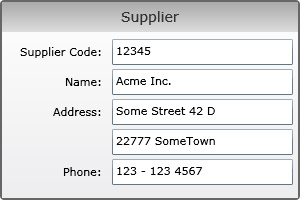 Supplier
Supplier Code: 12345
Name: Acme Inc.
Address: Some Street 42 D
22777 SomeTown
Phone: 123 - 123 4567